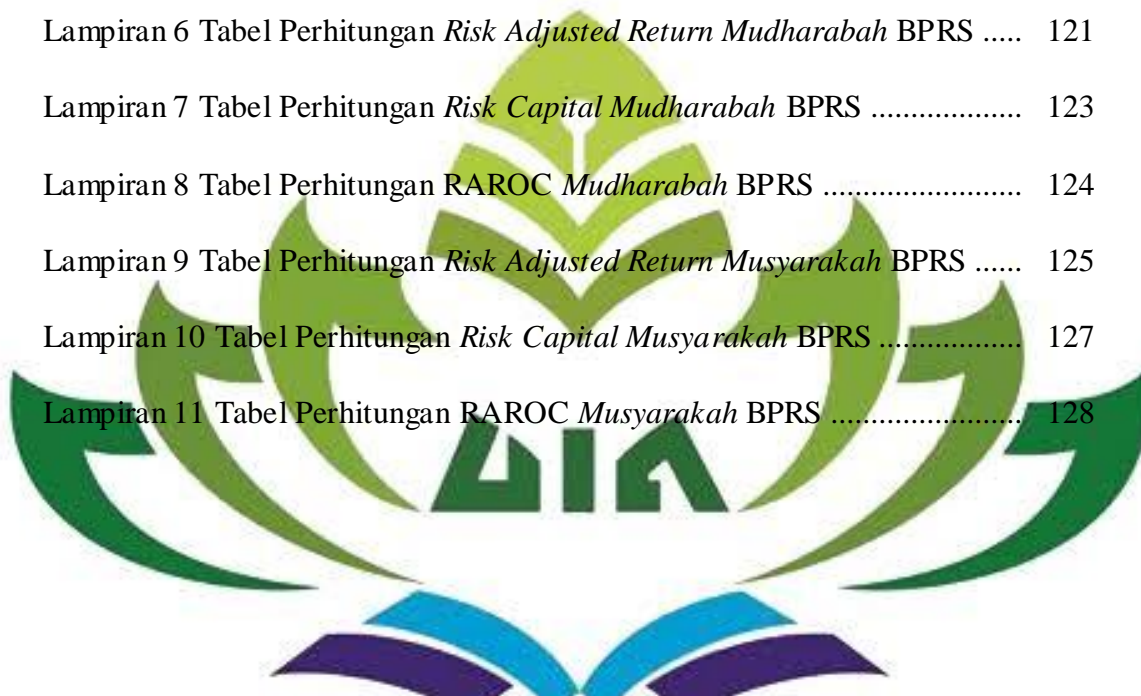 Lampiran 6 Tabel Perhitungan Risk Adjusted Return Mudharabah BPRS ..... 121
Lampiran 7 Tabel Perhitungan Risk Capital Mudharabah BPRS ................... 123
Lampiran 8 Tabel Perhitungan RAROC Mudharabah BPRS ......................... 124
Lampiran 9 Tabel Perhitungan Risk Adjusted Return Musyarakah BPRS ...... 125
Lampiran 10 Tabel Perhitungan Risk Capital Musyarakah BPRS .................. 127
Lampiran 11 Tabel Perhitungan RAROC Musyarakah BPRS ........................ 128
UIN